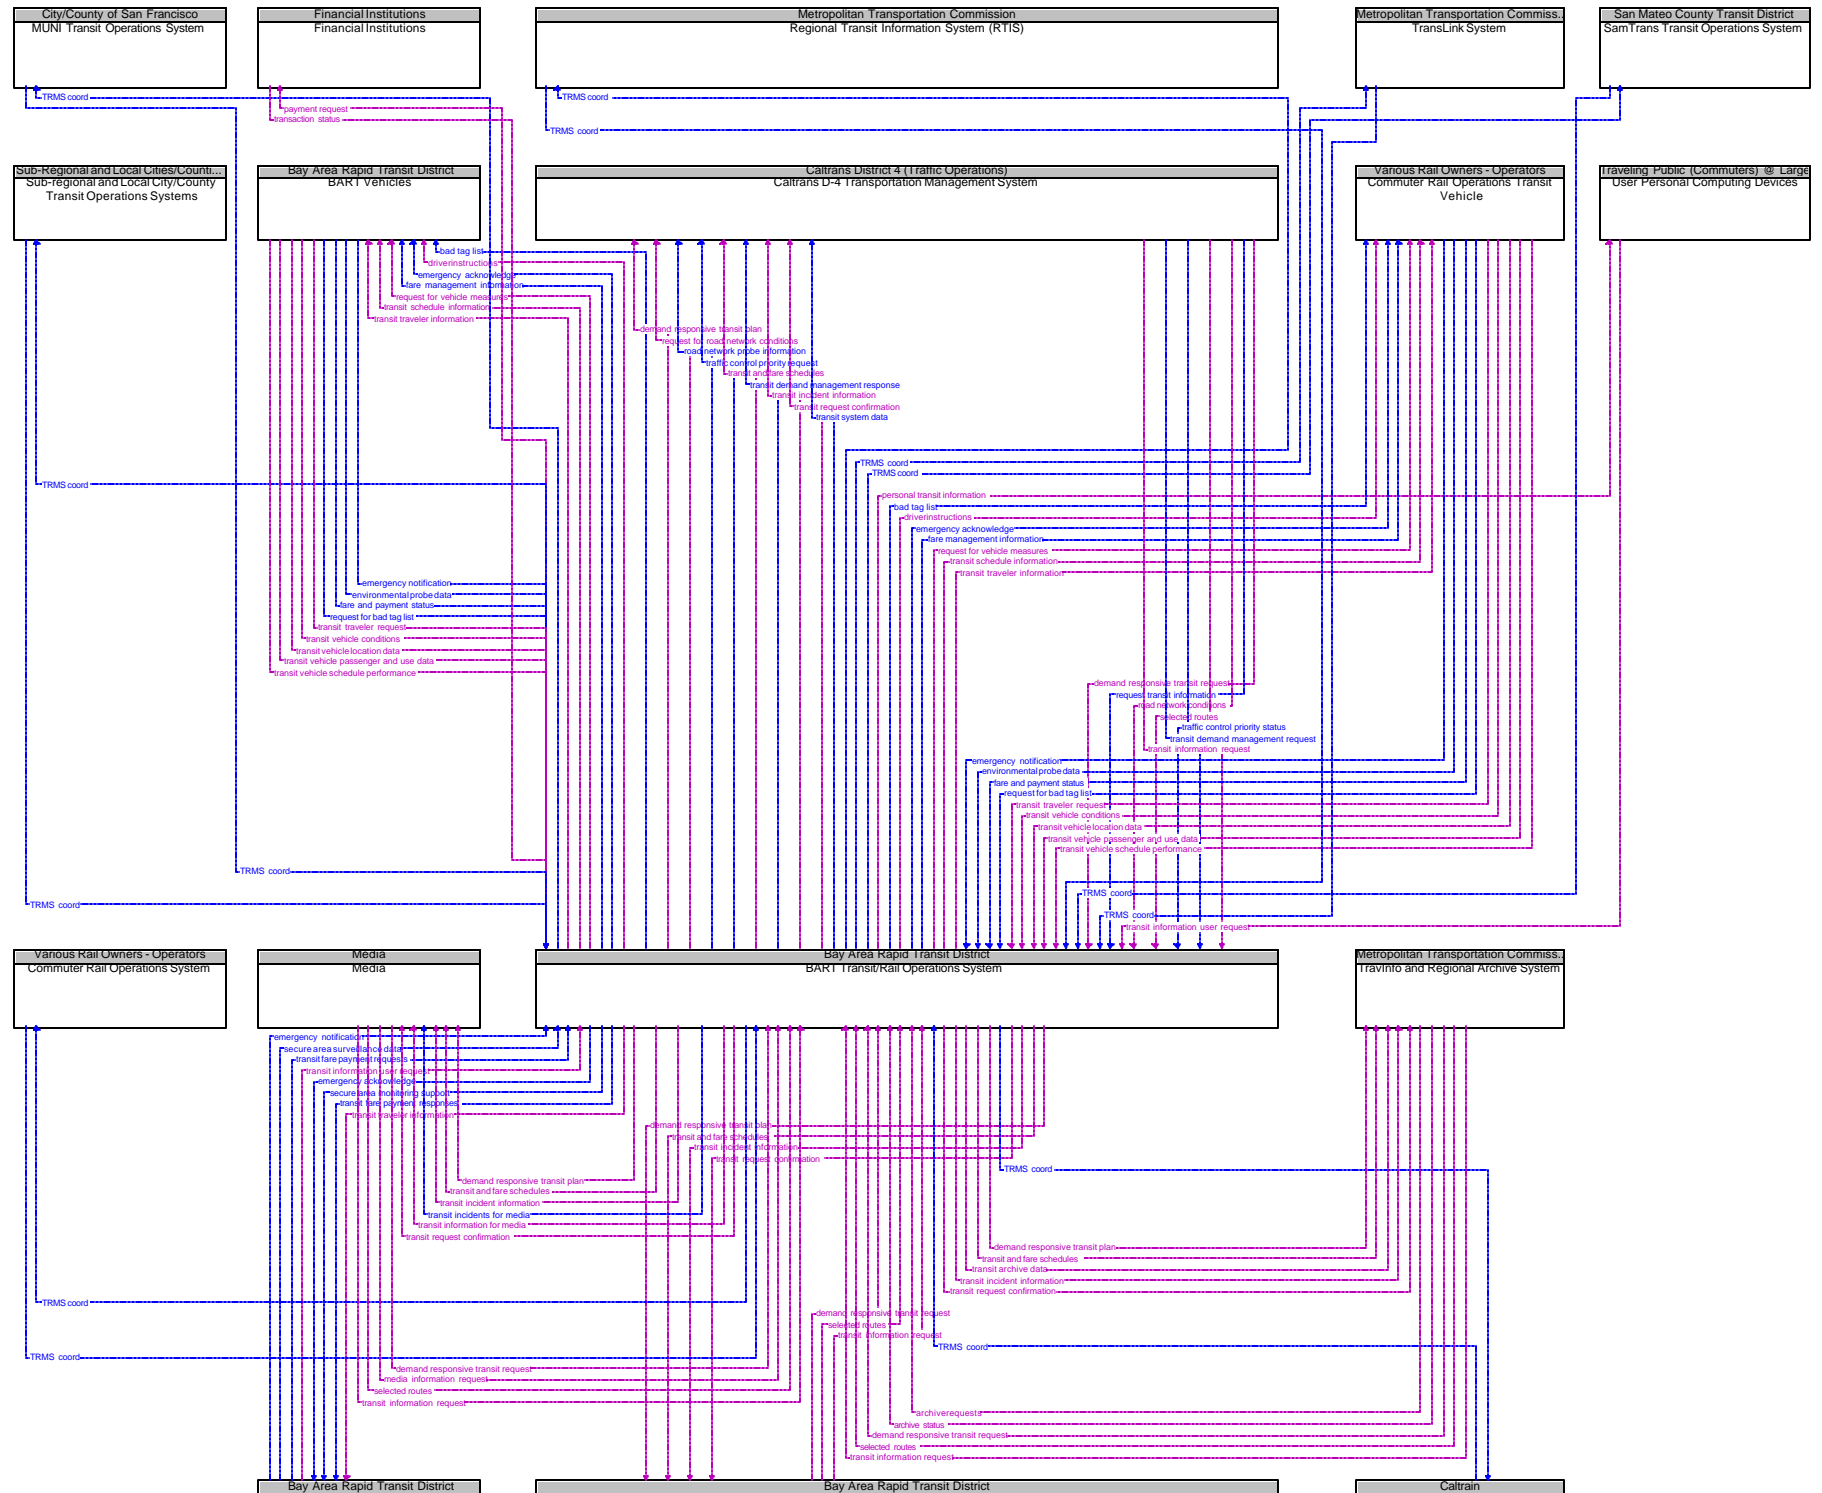 City/County of San Francisco
MUNI Transit Operations System
Financial Institutions
Financial Institutions
Metropolitan Transportation Commission
Regional Transit Information System (RTIS)
Metropolitan Transportation Commiss..
TransLink System
San Mateo County Transit District
SamTrans Transit Operations System
TRMS coord
payment request
transaction status
TRMS coord
TRMS coord
Sub-Regional and Local Cities/Counti...
Sub-regional and Local City/County
Transit Operations Systems
Bay Area Rapid Transit District
BART Vehicles
Caltrans District 4 (Traffic Operations)
Caltrans D-4 Transportation Management System
Various Rail Owners - Operators
Commuter Rail Operations Transit
Vehicle
Traveling Public (Commuters) @ Large
User Personal Computing Devices
bad tag list
driver instructions
emergency acknowledge
fare management information
request for vehicle measures
transit schedule information
transit traveler information
demand responsive transit plan
request for road network conditions
road network probe information
traffic control priority request
transit and fare schedules
transit demand management response
transit incident information
transit request confirmation
transit system data
TRMS coord
TRMS coord
TRMS coord
personal transit information
bad tag list
driver instructions
emergency acknowledge
fare management information
request for vehicle measures
transit schedule information
transit traveler information
emergency notification
environmental probe data
fare and payment status
request for bad tag list
transit traveler request
transit vehicle conditions
transit vehicle location data
transit vehicle passenger and use data
transit vehicle schedule performance
demand responsive transit request
request transit information
road network conditions
selected routes
traffic control priority status
transit demand management request
transit information request
emergency notification
environmental probe data
fare and payment status
request for bad tag list
transit traveler request
transit vehicle conditions
transit vehicle location data
transit vehicle passenger and use data
transit vehicle schedule performance
TRMS coord
TRMS coord
TRMS coord
TRMS coord
transit information user request
Various Rail Owners - Operators
Commuter Rail Operations System
Media
Media
Bay Area Rapid Transit District
BART Transit/Rail Operations System
Metropolitan Transportation Commiss..
TravInfo and Regional Archive System
emergency notification
secure area surveillance data
transit fare payment requests
transit information user request
emergency acknowledge
secure area monitoring support
transit fare payment responses
transit traveler information
demand responsive transit plan
transit and fare schedules
transit incident information
transit request confirmation
TRMS coord
demand responsive transit plan
transit and fare schedules
transit incident information
transit incidents for media
transit information for media
transit request confirmation
demand responsive transit plan
transit and fare schedules
transit archive data
transit incident information
transit request confirmation
TRMS coord
demand responsive transit request
selected routes
transit information request
TRMS coord
TRMS coord
demand responsive transit request
media information request
selected routes
transit information request
archive requests
archive status
demand responsive transit request
selected routes
transit information request
Bay Area Rapid Transit District
Bay Area Rapid Transit District
Caltrain